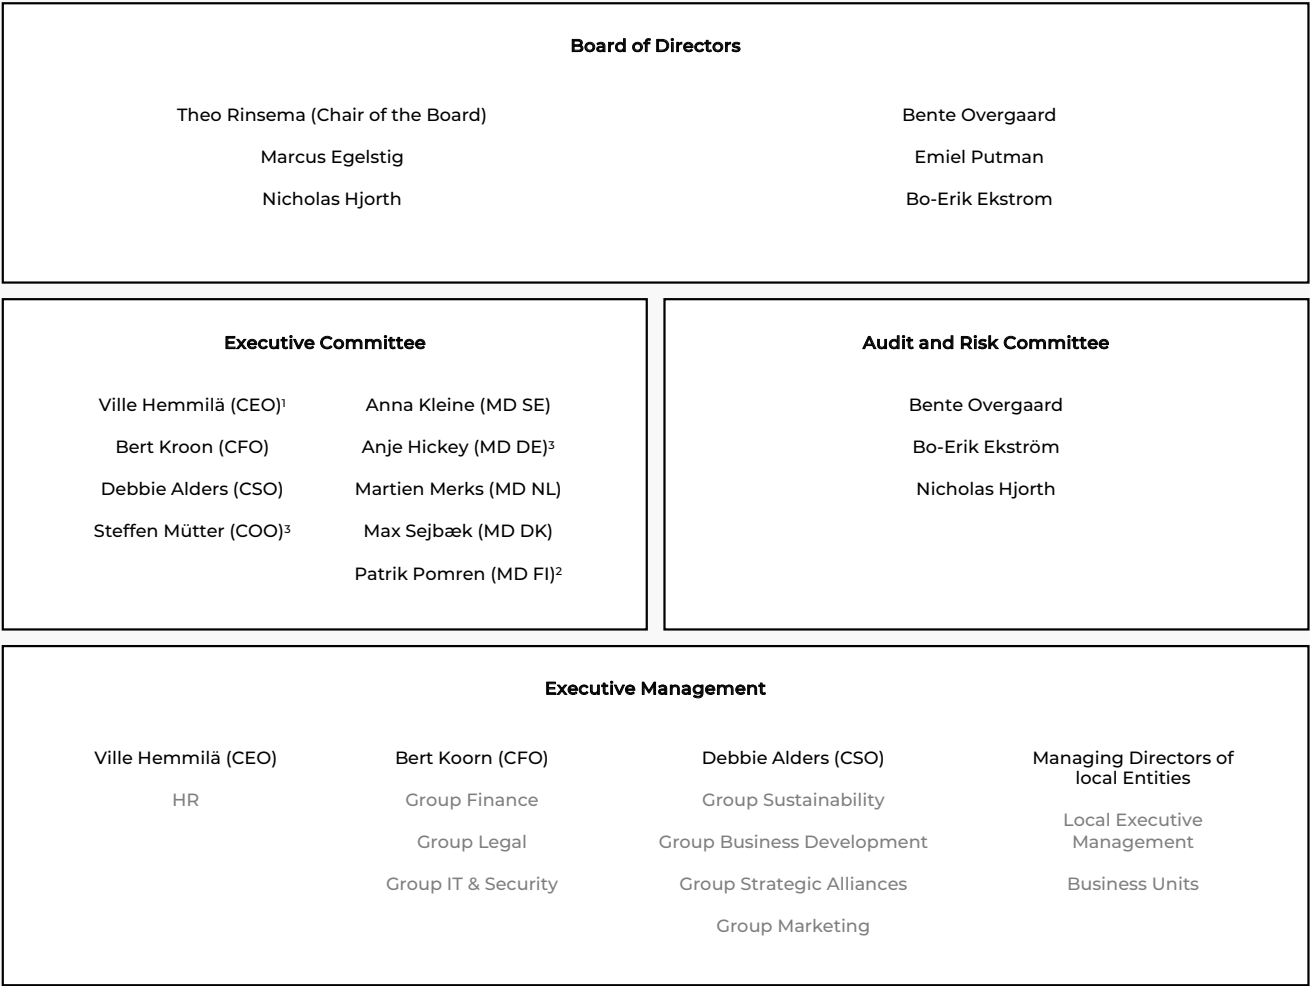 Board of Directors
Theo Rinsema (Chair of the Board)
Marcus Egelstig
Nicholas Hjorth
Bente Overgaard
Emiel Putman
Bo-Erik Ekstrom
Executive Committee
Ville Hemmilä (CEO)¹
Bert Kroon (CFO)
Debbie Alders (CSO)
Steffen Mütter (COO)³
Anna Kleine (MD SE)
Anje Hickey (MD DE)³
Martien Merks (MD NL)
Max Sejbæk (MD DK)
Patrik Pomren (MD FI)²
Audit and Risk Committee
Bente Overgaard
Bo-Erik Ekström
Nicholas Hjorth
Executive Management
Ville Hemmilä (CEO)
HR
Bert Koorn (CFO)
Group Finance
Group Legal
Group IT & Security
Debbie Alders (CSO)
Group Sustainability
Group Business Development
Group Strategic Alliances
Group Marketing
Managing Directors of
local Entities
Local Executive
Management
Business Units